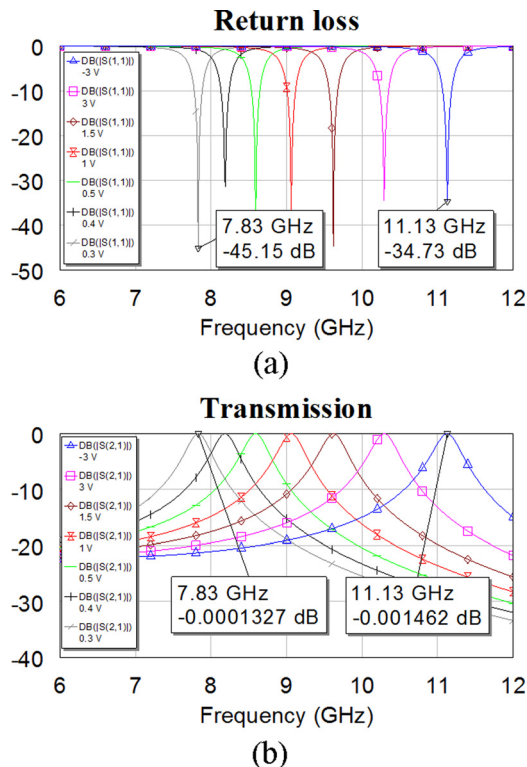 Return loss
0
-10
-20
-30
-40
-50
DB(|S(1,1)|)
-3 V
DB(|S(1,1)|)
3 V
DB(|S(1,1)|)
1.5 V
DB(|S(1,1)|)
1 V
DB(|S(1,1)|)
0.5 V
DB(|S(1,1)|)
0.4 V
DB(|S(1,1)|)
0.3 V
7.83 GHz
-45.15 dB
11.13 GHz
-34.73 dB
6 7 8 9 10 11 12
Frequency (GHz)
(a)
Transmission
0
-10
-20
-30
-40
DB(|S(2,1)|)
-3 V
DB(|S(2,1)|)
3 V
DB(|S(2,1)|)
1.5 V
DB(|S(2,1)|)
1 V
DB(|S(2,1)|)
0.5 V
DB(|S(2,1)|)
0.4 V
DB(|S(2,1)|)
0.3 V
7.83 GHz
-0.0001327 dB
11.13 GHz
-0.001462 dB
6 7 8 9 10 11 12
Frequency (GHz)
(b)